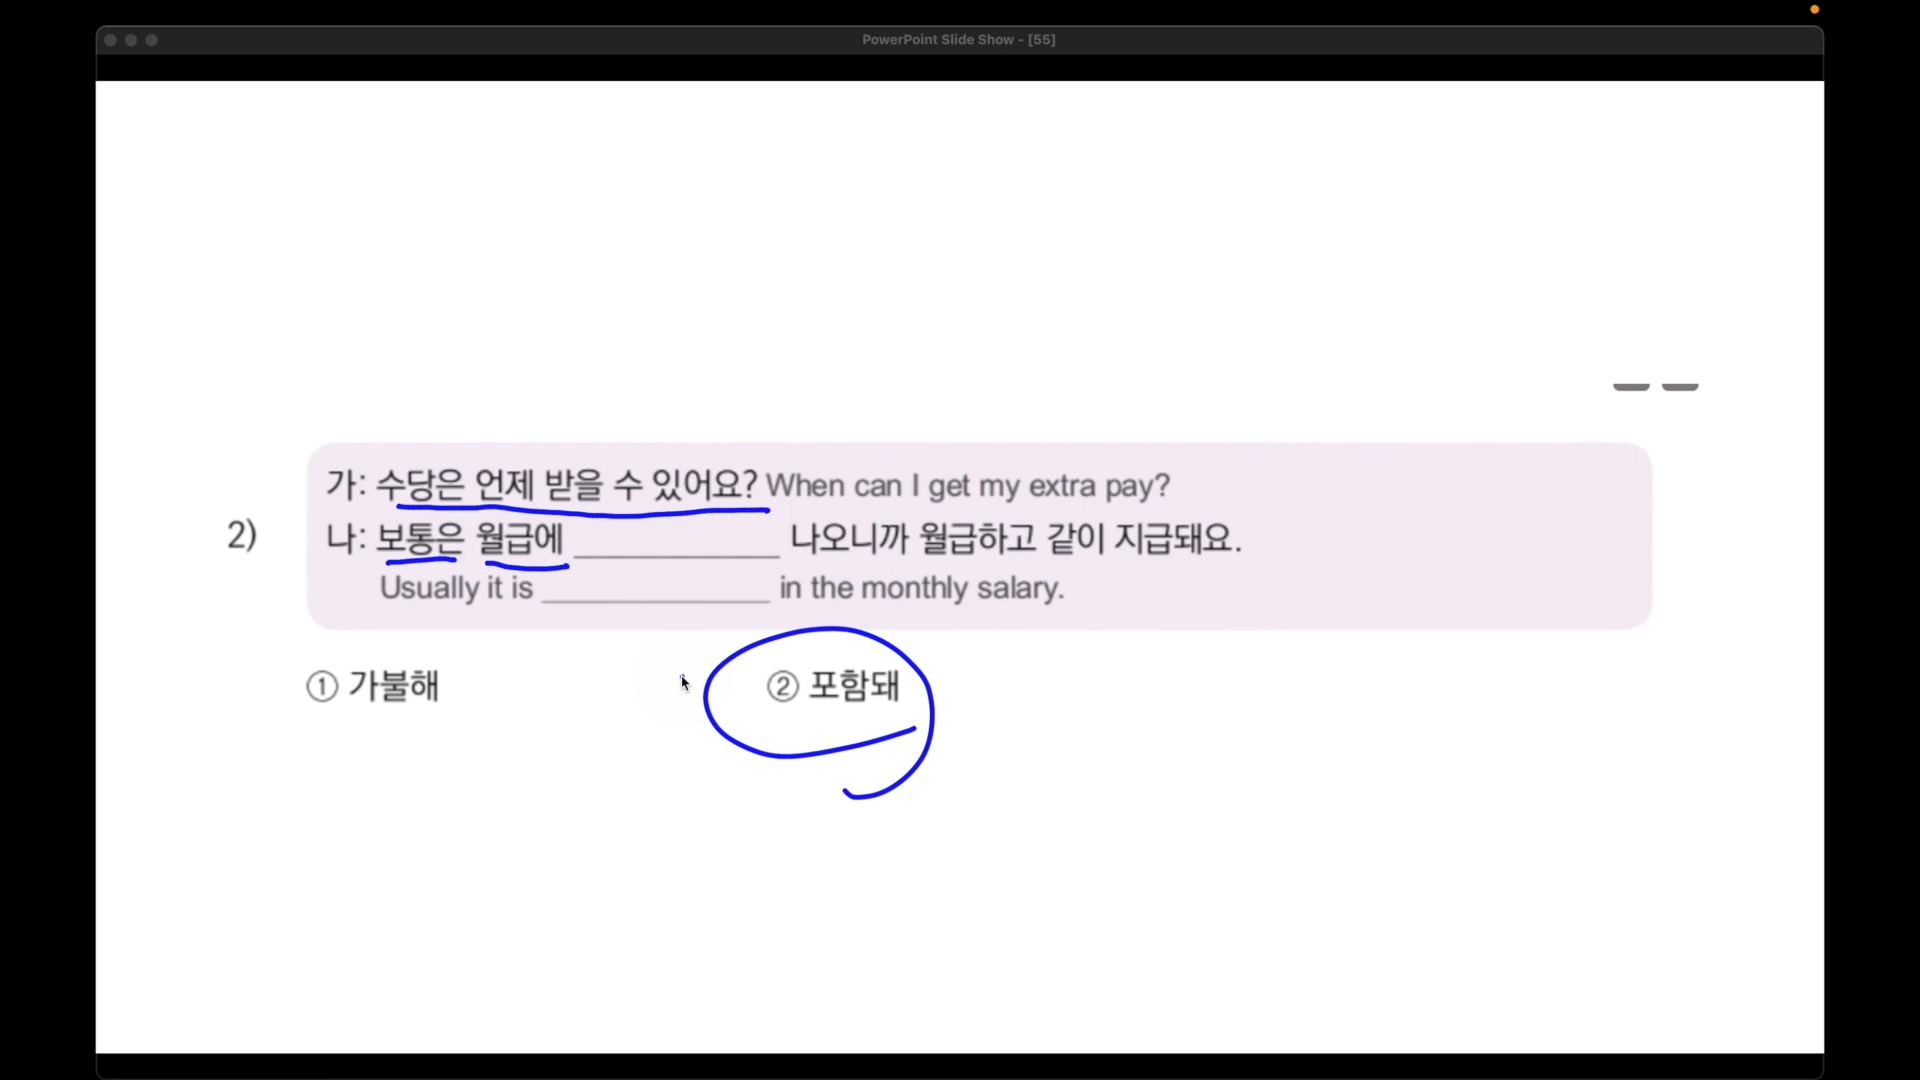 PowerPoint Slide Show - [55]
가: 수당은 언제 받을 수 있어요? When can I get my extra pay?
2)
나: 보통은 월급에 ____________ 나오니까 월급하고 같이 지급돼요.
Usually it is ______________ in the monthly salary.
① 가불해 ② 포함돼